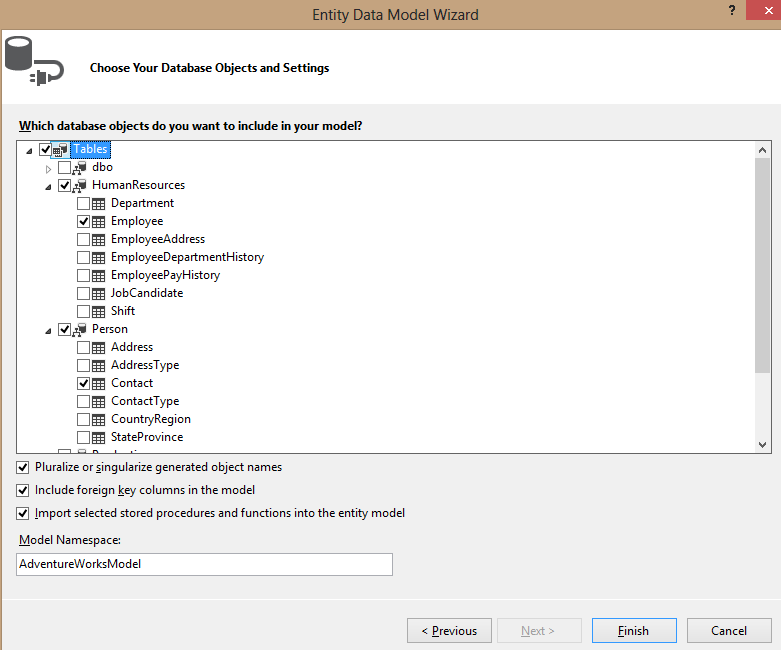 Entity Data Model Wizard
?
Choose Your Database Objects and Settings
Which database objects do you want to include in your model?
Tables
dbo
HumanResources
Department
Employee
EmployeeAddress
EmployeeDepartmentHistory
EmployeePayHistory
JobCandidate
Shift
Person
Address
AddressType
Contact
ContactType
CountryRegion
StateProvince
Pluralize or singularize generated object names
Include foreign key columns in the model
Import selected stored procedures and functions into the entity model
Model Namespace:
AdventureWorksModel
< Previous
Next >
Finish
Cancel